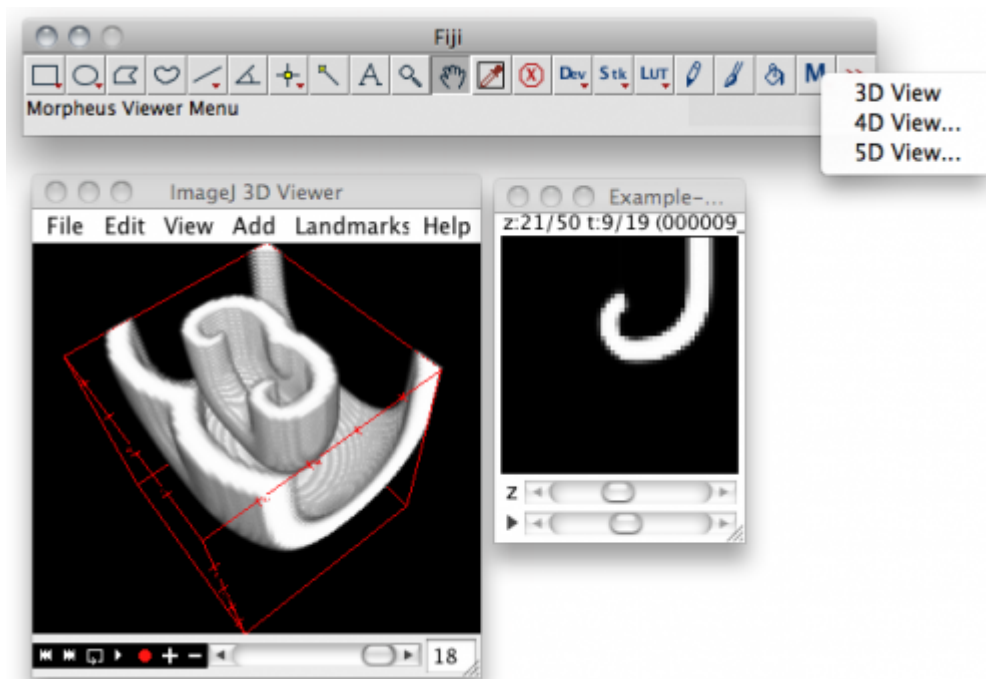 Fiji
A Dev Stk LUT M >>
Morpheus Viewer Menu
3D View
4D View...
5D View...
ImageJ 3D Viewer
File Edit View Add Landmarks Help
18
Example-...
z:21/50 t:9/19 (000009_
z